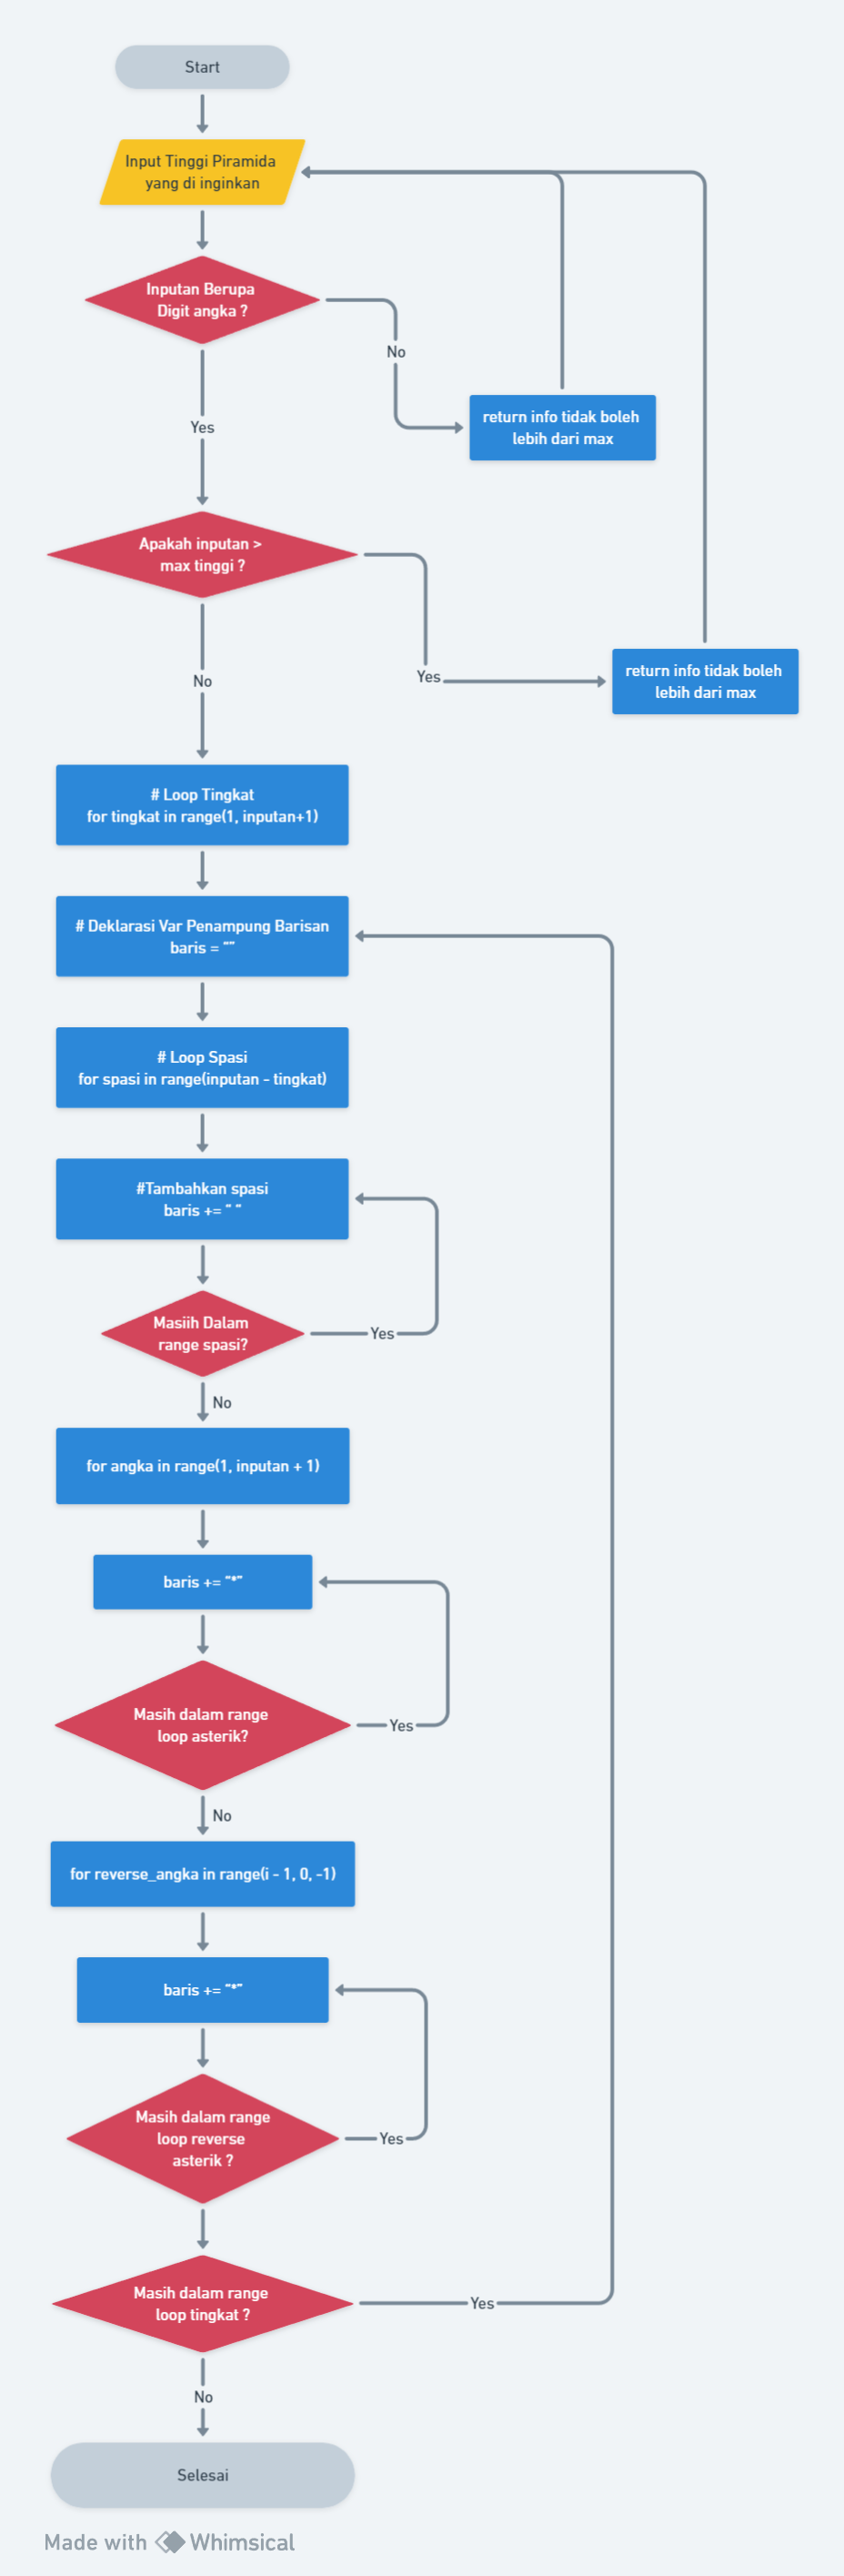 Start
Input Tinggi Piramida
yang di inginkan
Inputan Berupa
Digit angka ?
No
Yes
return info tidak boleh
lebih dari max
Apakah inputan >
max tinggi ?
Yes
No
return info tidak boleh
lebih dari max
# Loop Tingkat
for tingkat in range(1, inputan+1)
# Deklarasi Var Penampung Barisan
baris = “”
# Loop Spasi
for spasi in range(inputan - tingkat)
#Tambahkan spasi
baris += “ ”
Masiih Dalam
range spasi?
Yes
No
for angka in range(1, inputan + 1)
baris += “*”
Masih dalam range
loop asterik?
Yes
No
for reverse_angka in range(i - 1, 0, -1)
baris += “*”
Masih dalam range
loop reverse
asterik ?
Yes
Masih dalam range
loop tingkat ?
Yes
No
Selesai
Made with Whimsical